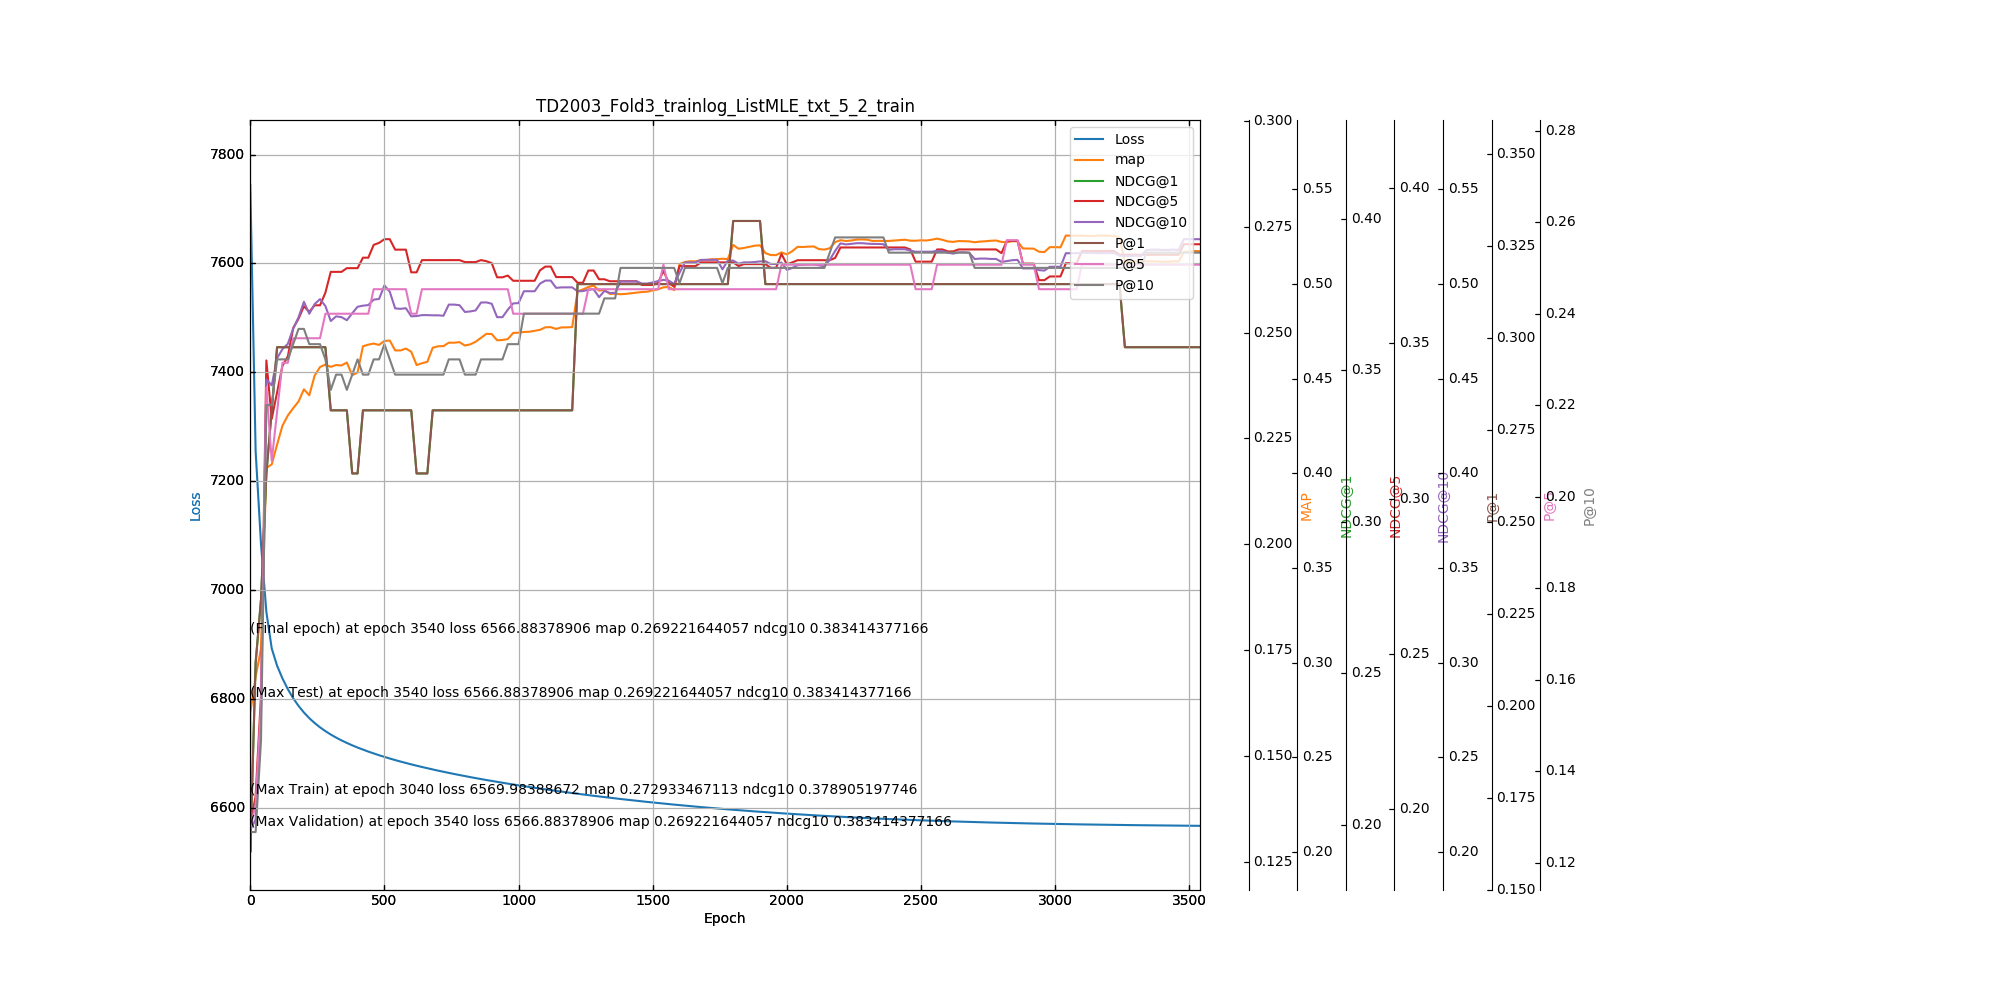 TD2003_Fold3_trainlog_ListMLE_txt_5_2_train
Loss
map
NDCG@1
NDCG@5
NDCG@10
P@1
P@5
P@10
7800
7600
7400
7200
7000
6800
6600
Loss
(Final epoch) at epoch 3540 loss 6566.88378906 map 0.269221644057 ndcg10 0.383414377166
(Max Test) at epoch 3540 loss 6566.88378906 map 0.269221644057 ndcg10 0.383414377166
(Max Train) at epoch 3040 loss 6569.98388672 map 0.272933467113 ndcg10 0.378905197746
(Max Validation) at epoch 3540 loss 6566.88378906 map 0.269221644057 ndcg10 0.383414377166
0 500 1000 1500 2000 2500 3000 3500
Epoch
0.300
0.275
0.250
0.225
0.200
0.175
0.150
0.125
MAP
0.55
0.50
0.45
0.40
0.35
0.30
0.25
0.20
NDCG@1
0.40
0.35
0.30
0.25
0.20
NDCG@5
0.40
0.35
0.30
0.25
0.20
NDCG@10
0.55
0.50
0.45
0.40
0.35
0.30
0.25
0.20
P@1
0.350
0.325
0.300
0.275
0.250
0.225
0.200
0.175
0.150
P@5
0.28
0.26
0.24
0.22
0.20
0.18
0.16
0.14
0.12
P@10